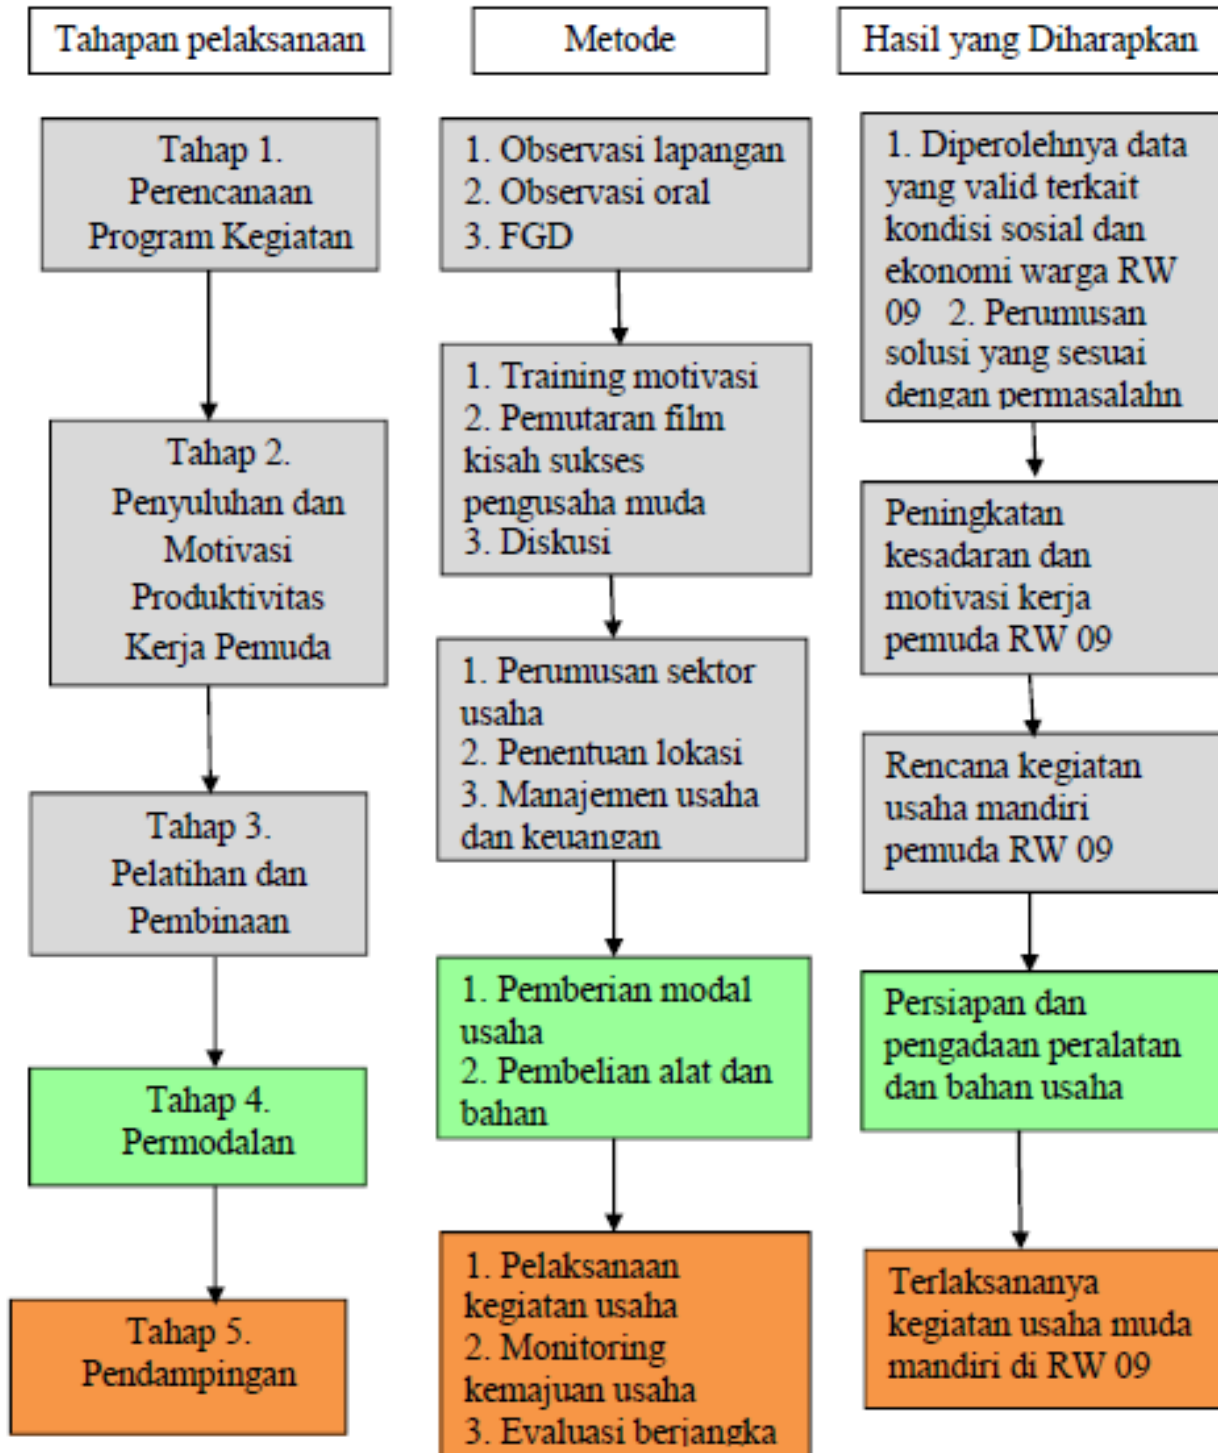 Tahapan pelaksanaan
Metode
Hasil yang Diharapkan
Tahap 1.
Perencanaan
Program Kegiatan
1. Observasi lapangan
2. Observasi oral
3. FGD
1. Diperolehnya data
yang valid terkait
kondisi sosial dan
ekonomi warga RW
09 2. Perumusan
solusi yang sesuai
dengan permasalahn
Tahap 2.
Penyuluhan dan
Motivasi
Produktivitas
Kerja Pemuda
1. Training motivasi
2. Pemutaran film
kisah sukses
pengusaha muda
3. Diskusi
Peningkatan
kesadaran dan
motivasi kerja
pemuda RW 09
Tahap 3.
Pelatihan dan
Pembinaan
1. Perumusan sektor
usaha
2. Penentuan lokasi
3. Manajemen usaha
dan keuangan
Rencana kegiatan
usaha mandiri
pemuda RW 09
Tahap 4.
Permodalan
1. Pemberian modal
usaha
2. Pembelian alat dan
bahan
Persiapan dan
pengadaan peralatan
dan bahan usaha
Tahap 5.
Pendampingan
1. Pelaksanaan
kegiatan usaha
2. Monitoring
kemajuan usaha
3. Evaluasi berjangka
Terlaksananya
kegiatan usaha muda
mandiri di RW 09